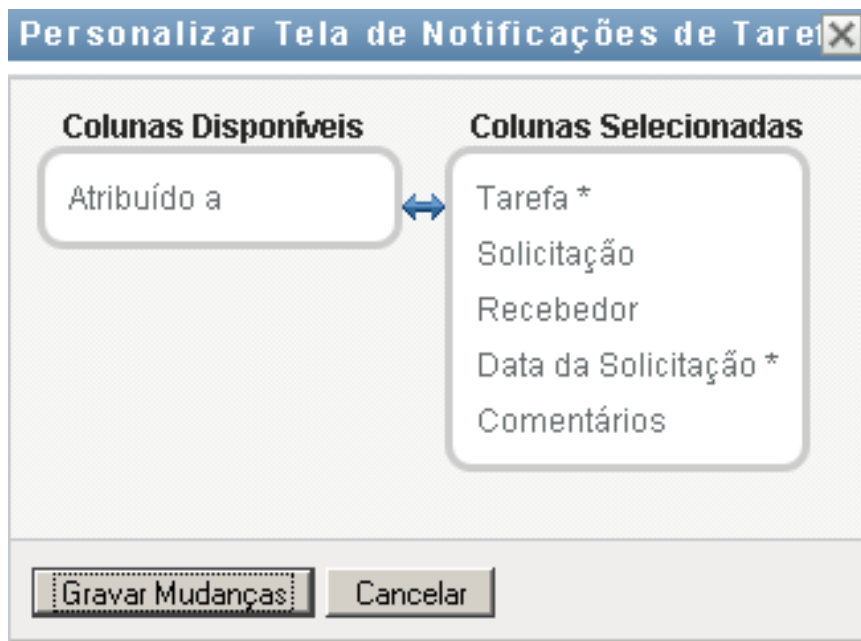 Personalizar Tela de Notificações de Taref
Colunas Disponíveis
Colunas Selecionadas
Atribuído a
Tarefa *
Solicitação
Recebedor
Data da Solicitação *
Comentários
Gravar Mudanças
Cancelar